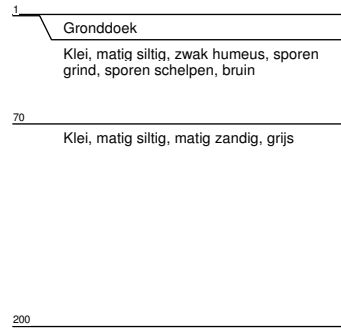 1
Gronddoek
Klei, matig siltig, zwak humeus, sporen
grind, sporen schelpen, bruin
70
Klei, matig siltig, matig zandig, grijs
200